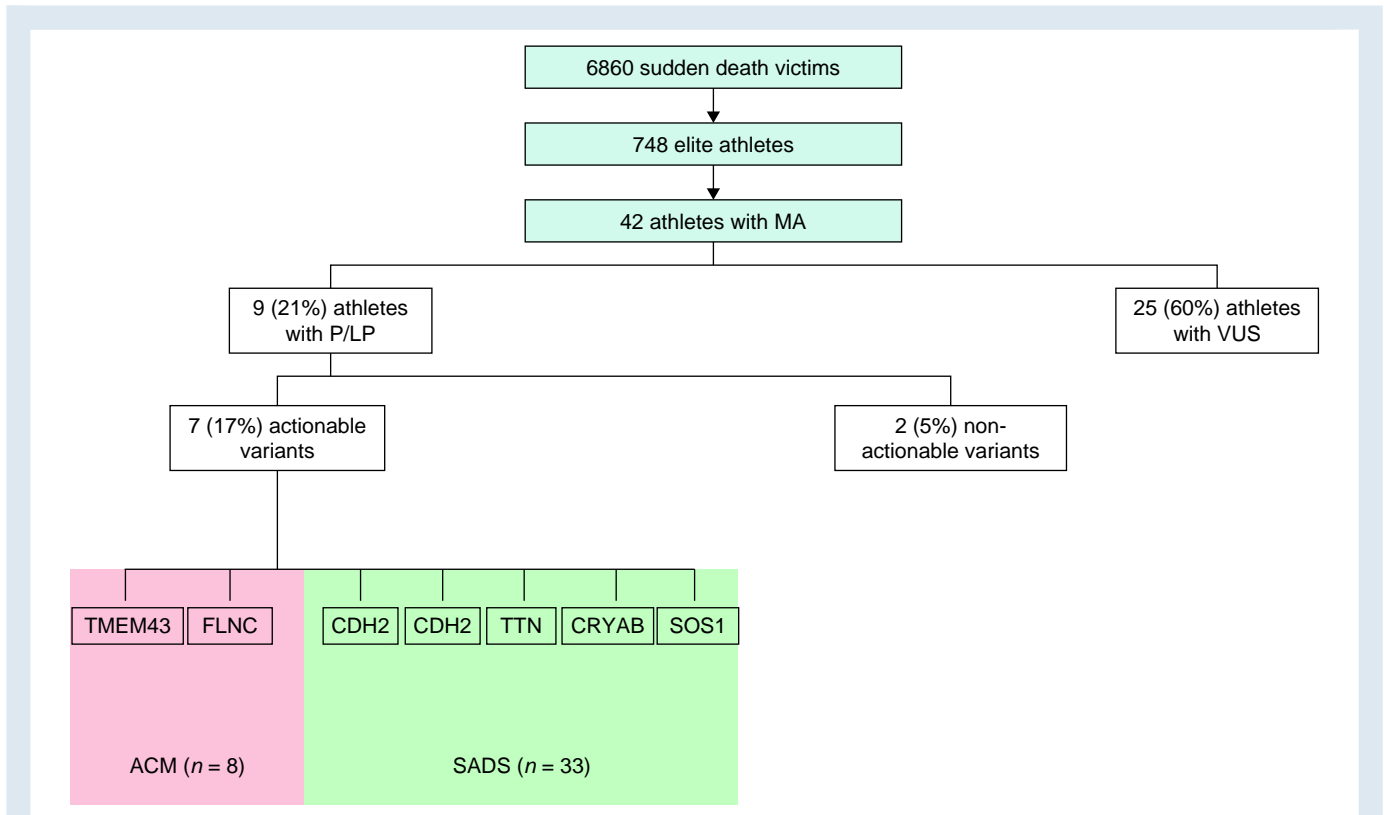 6860 sudden death victims
748 elite athletes
42 athletes with MA
9 (21%) athletes
with P/LP
25 (60%) athletes
with VUS
7 (17%) actionable
variants
2 (5%) non-
actionable variants
TMEM43 FLNC CDH2 CDH2 TTN CRYAB SOS1
ACM (n = 8) SADS (n = 33)